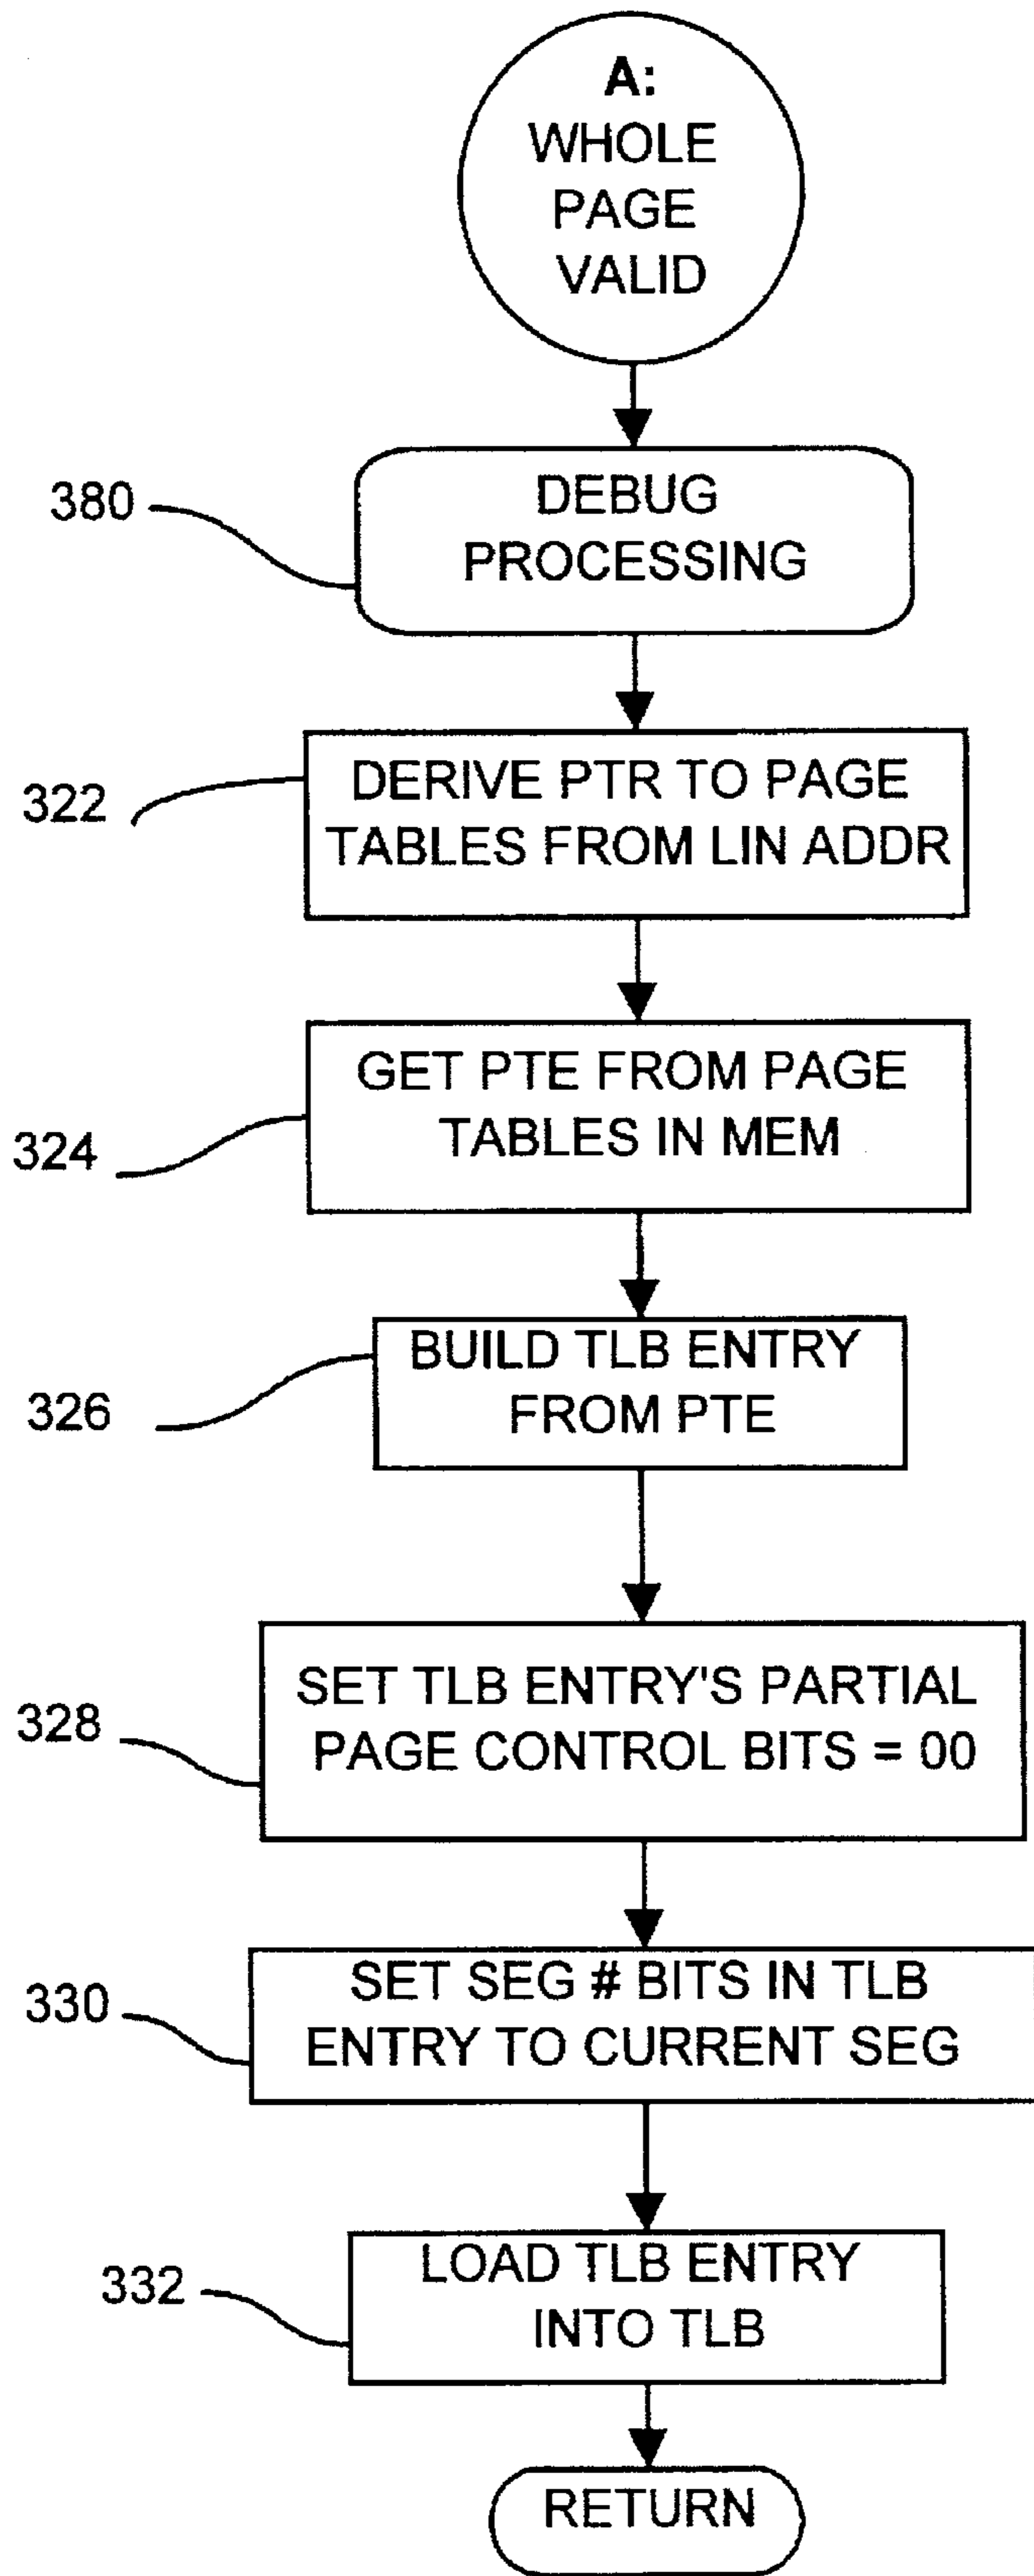 A:
WHOLE
PAGE
VALID
380
DEBUG
PROCESSING
322
DERIVE PTR TO PAGE
TABLES FROM LIN ADDR
324
GET PTE FROM PAGE
TABLES IN MEM
326
BUILD TLB ENTRY
FROM PTE
328
SET TLB ENTRY'S PARTIAL
PAGE CONTROL BITS = 00
330
SET SEG # BITS IN TLB
ENTRY TO CURRENT SEG
332
LOAD TLB ENTRY
INTO TLB
RETURN